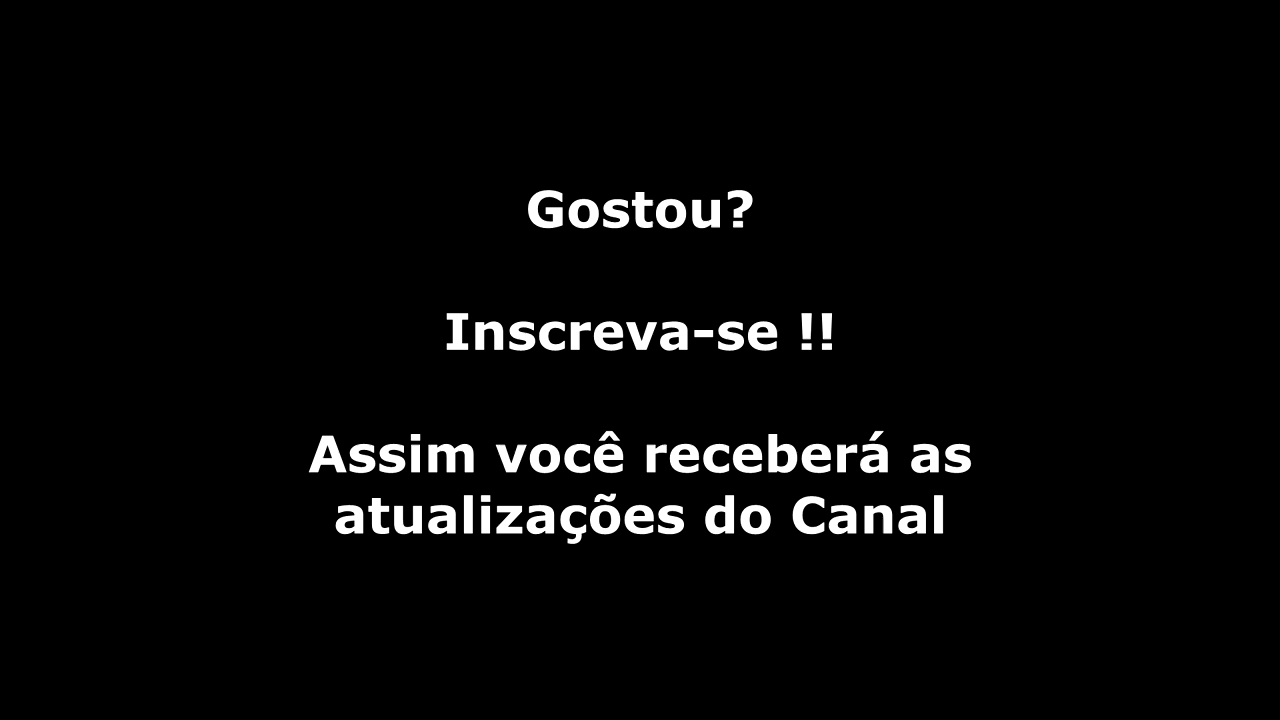 Gostou?
Inscreva-se !!
Assim você receberá as
atualizações do Canal